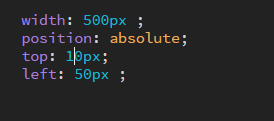 width: 500px ;
position: absolute;
top: 10px;
left: 50px ;